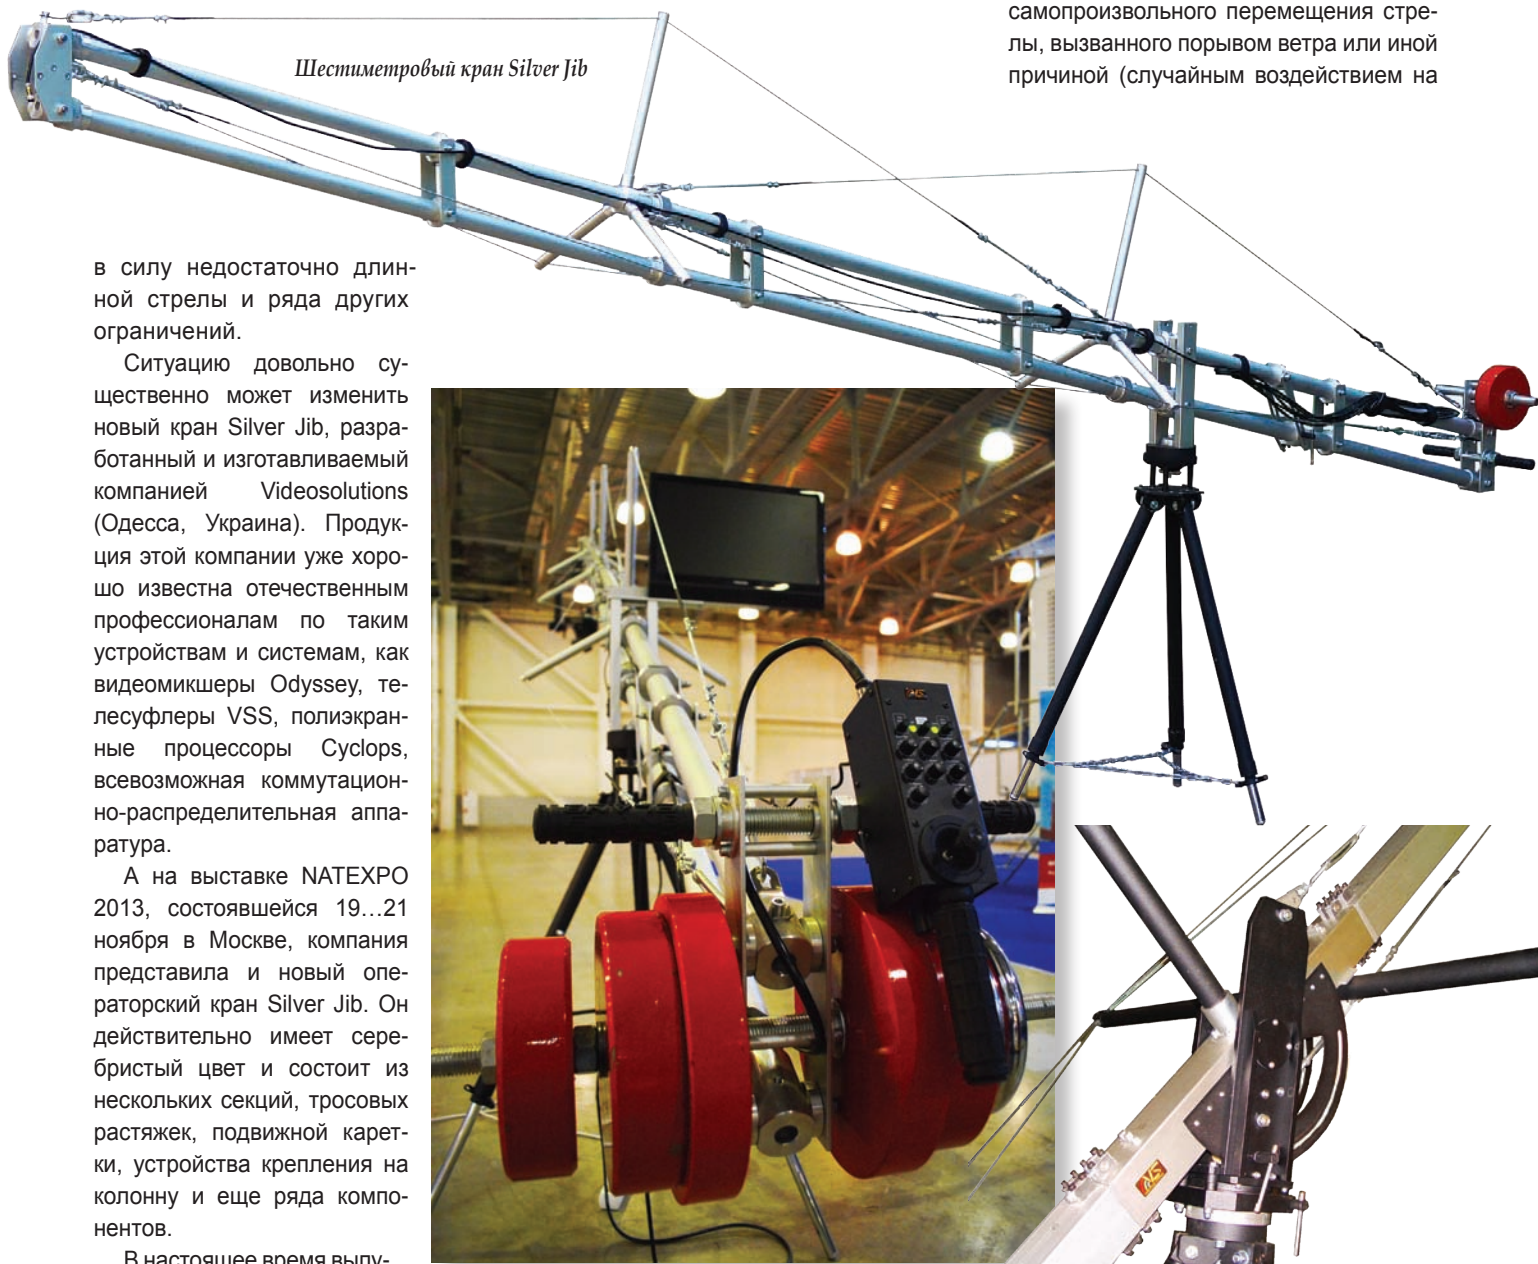 Шестиметровый кран Silver Jib
в силу недостаточно длин-
ной стрелы и ряда других
ограничений.
Ситуацию довольно су-
щественно может изменить
новый кран Silver Jib, разра-
ботанный и изготавливаемый
компанией Videosolutions
(Одесса, Украина). Продук-
ция этой компании уже хоро-
шо известна отечественным
профессионалам по таким
устройствам и системам, как
видеомикшеры Odyssey, те-
лесуфлеры VSS, полиэкран-
ные процессоры Cyclops,
всевозможная коммутацион-
но-распределительная аппа-
ратура.
А на выставке NATEXPO
2013, состоявшейся 19…21
ноября в Москве, компания
представила и новый опе-
раторский кран Silver Jib. Он
действительно имеет сере-
бристый цвет и состоит из
нескольких секций, тросовых
растяжек, подвижной карет-
ки, устройства крепления на
колонну и еще ряда компо-
нентов.
В настоящее время выпу-
самопроизвольного перемещения стре-
лы, вызванного порывом ветра или иной
причиной (случайным воздействием на